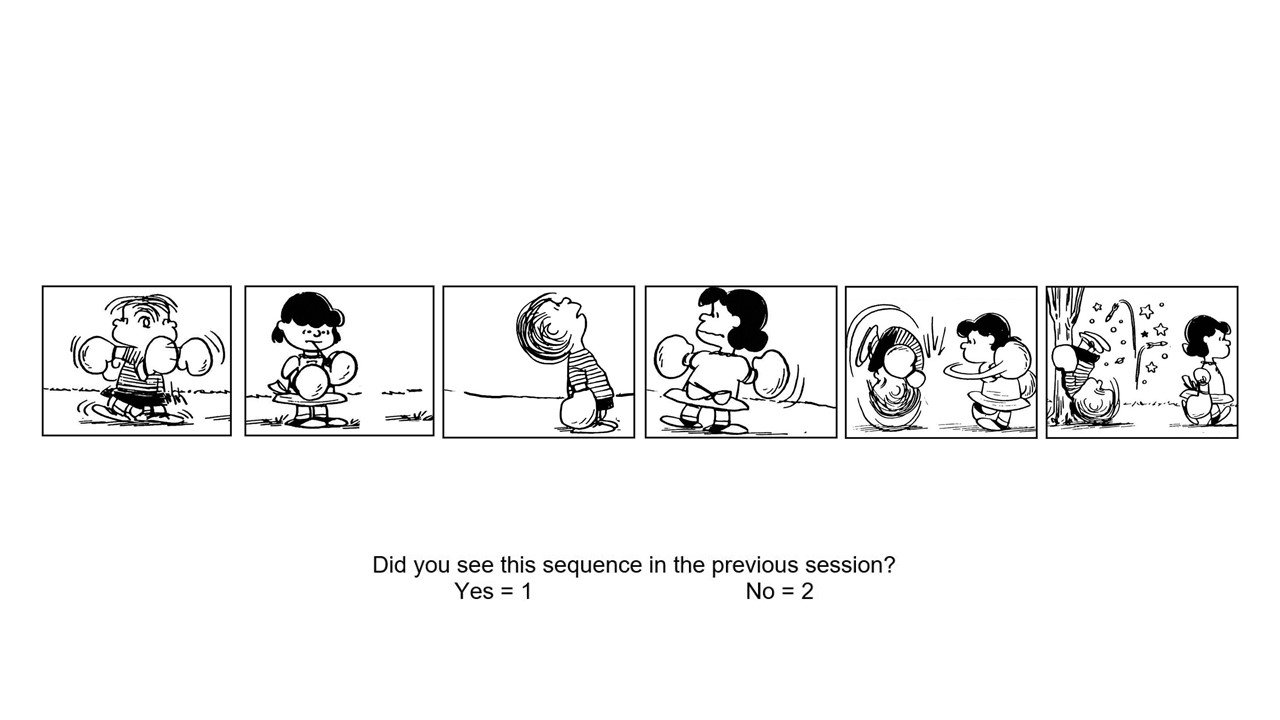 Did you see this sequence in the previous session?
Yes = 1 No = 2